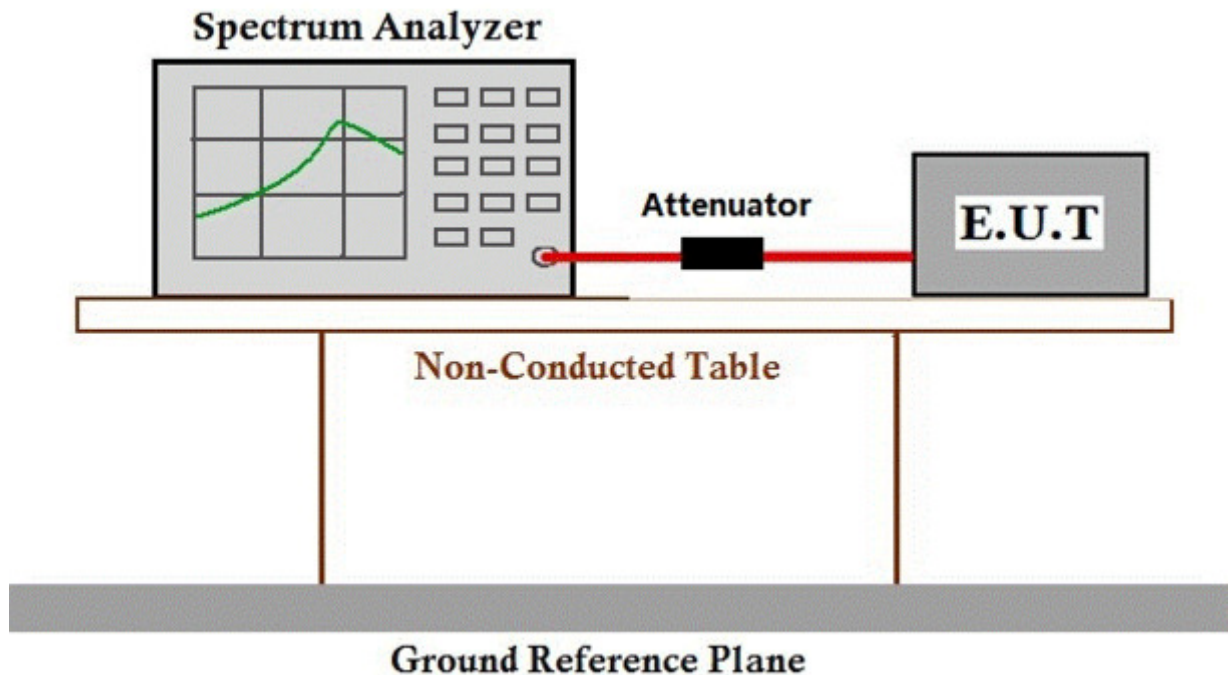 Spectrum Analyzer
Attenuator
E.U.T
Non-Conducted Table
Ground Reference Plane